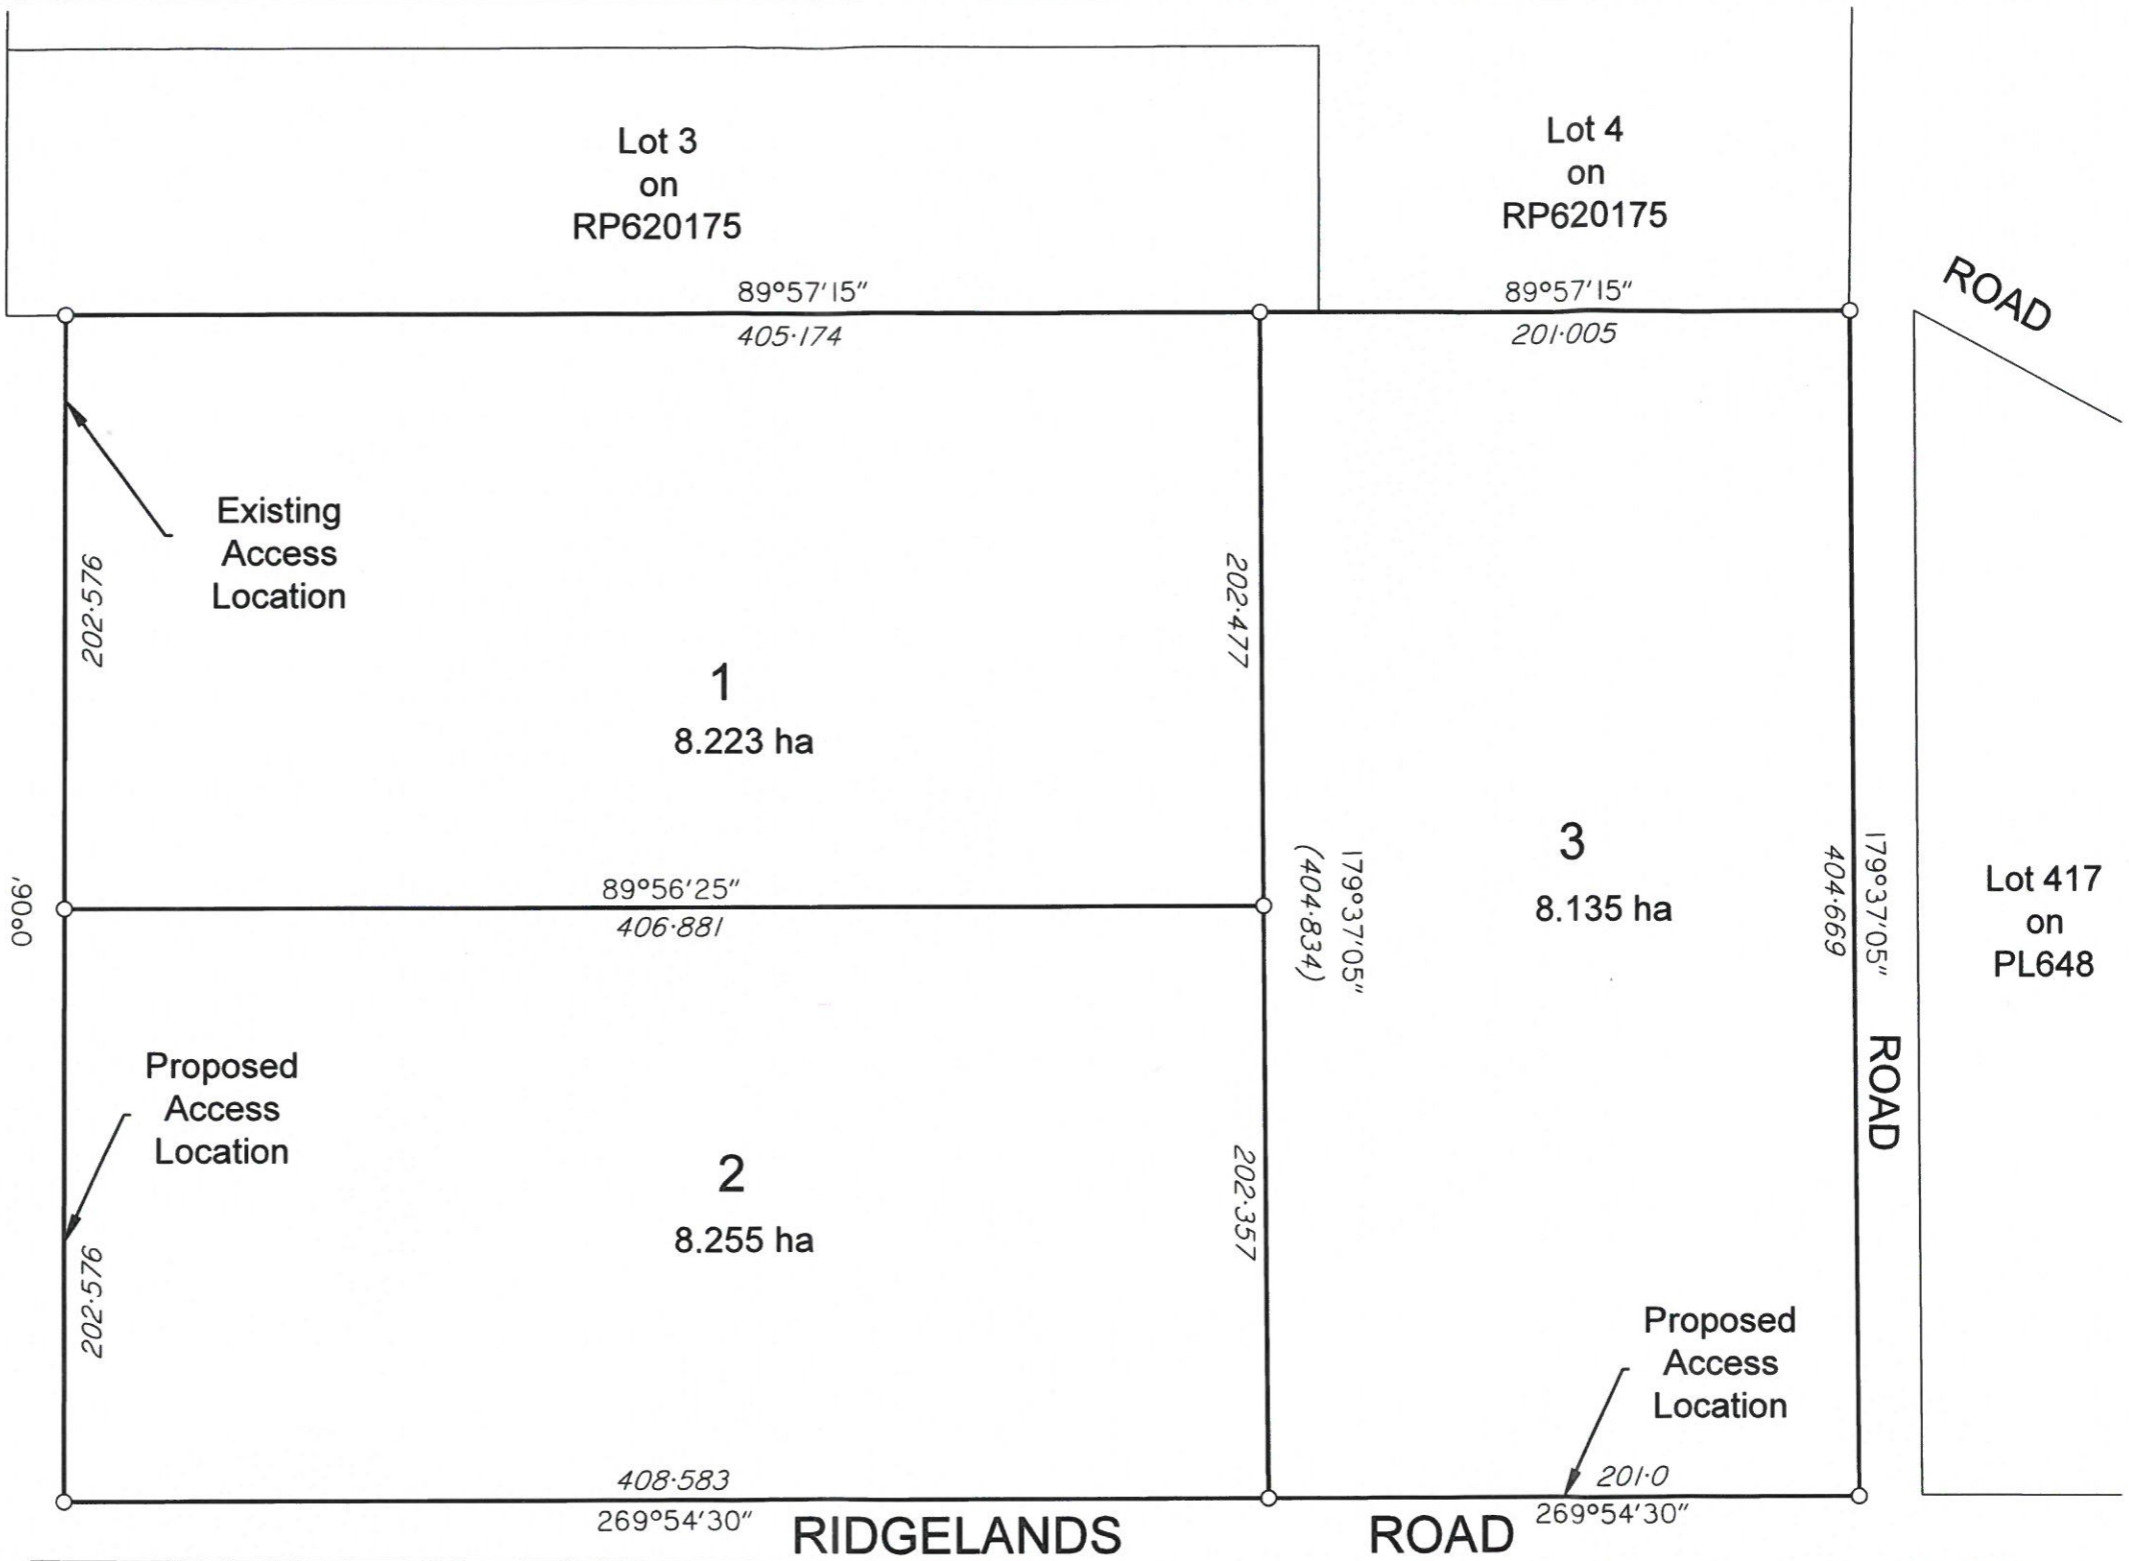 Lot 3
on
RP620175
Lot 4
on
RP620175
ROAD
89°57'15"
405·174
89°57'15"
201·005
Existing
Access
Location
202·576
202·477
1
8.223 ha
0°06'
89°56'25"
406·881
179°37'05"
(404·834)
3
8.135 ha
404·669
179°37'05"
Lot 417
on
PL648
ROAD
Proposed
Access
Location
202·576
2
8.255 ha
202·357
Proposed
Access
Location
408·583
269°54'30"
201·0
269°54'30"
RIDGELANDS ROAD